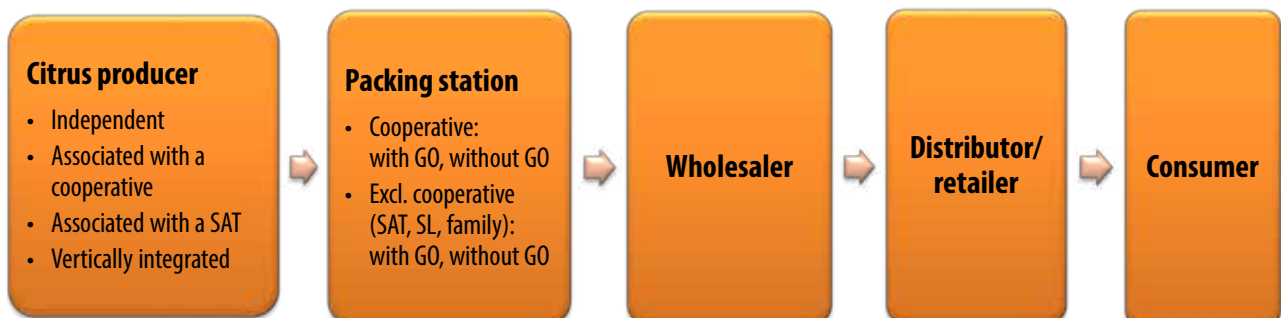 Citrus producer
• Independent
• Associated with a
cooperative
• Associated with a SAT
• Vertically integrated
Packing station
• Cooperative:
with GO, without GO
• Excl. cooperative
(SAT, SL, family):
with GO, without GO
Wholesaler
Distributor/
retailer
Consumer